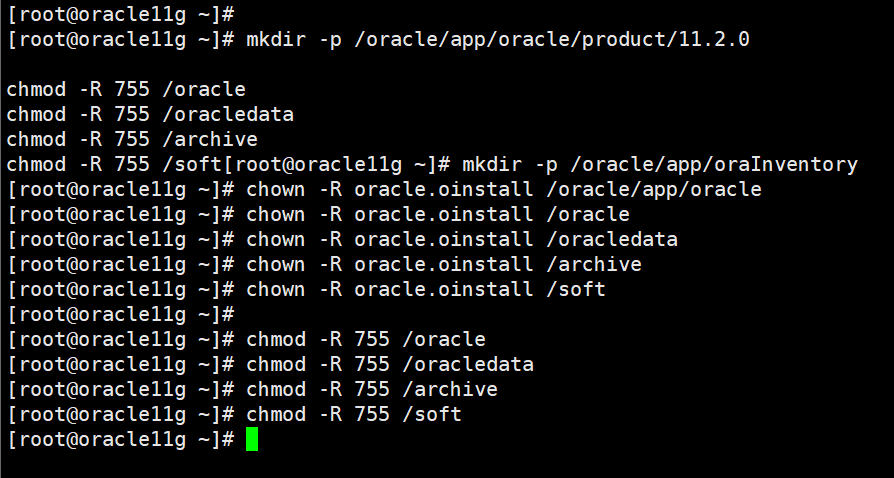 [root@oracle11g ~]#
[root@oracle11g ~]# mkdir -p /oracle/app/oracle/product/11.2.0
chmod -R 755 /oracle
chmod -R 755 /oracledata
chmod -R 755 /archive
chmod -R 755 /soft[root@oracle11g ~]# mkdir -p /oracle/app/oraInventory
[root@oracle11g ~]# chown -R oracle.oinstall /oracle/app/oracle
[root@oracle11g ~]# chown -R oracle.oinstall /oracle
[root@oracle11g ~]# chown -R oracle.oinstall /oracledata
[root@oracle11g ~]# chown -R oracle.oinstall /archive
[root@oracle11g ~]# chown -R oracle.oinstall /soft
[root@oracle11g ~]#
[root@oracle11g ~]# chmod -R 755 /oracle
[root@oracle11g ~]# chmod -R 755 /oracledata
[root@oracle11g ~]# chmod -R 755 /archive
[root@oracle11g ~]# chmod -R 755 /soft
[root@oracle11g ~]#